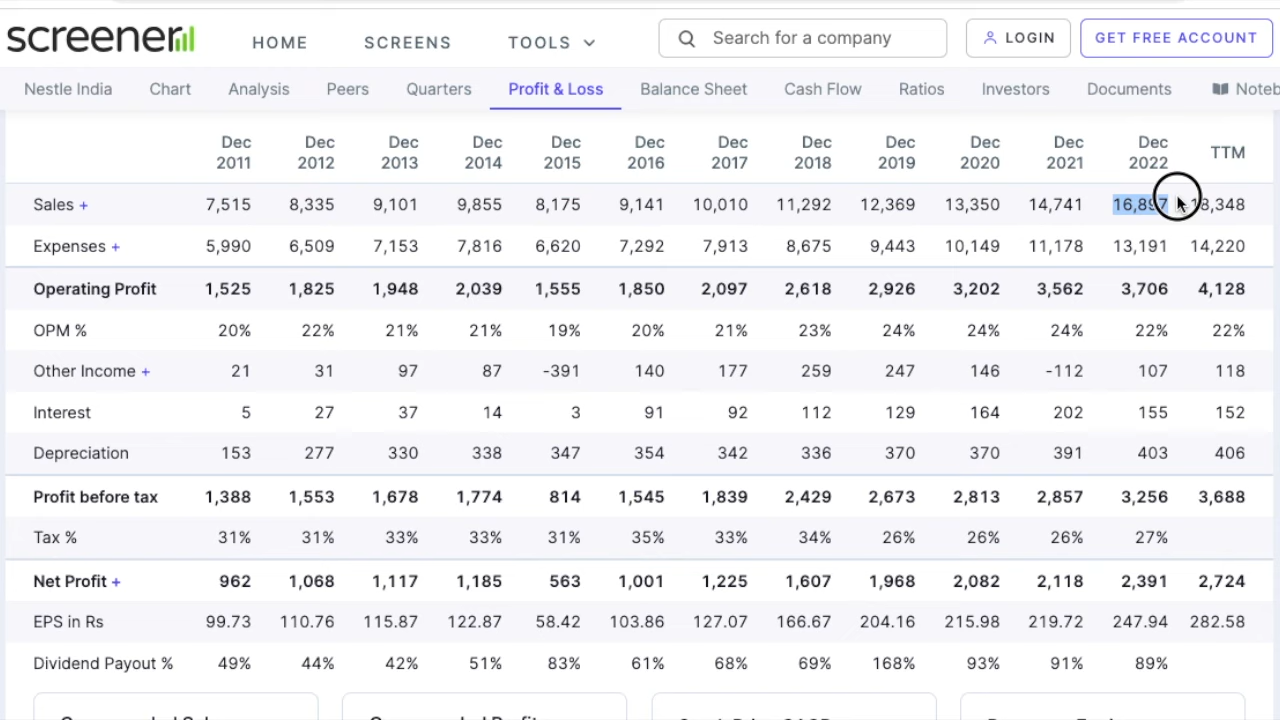 screener
HOME SCREENS TOOLS Search for a company LOGIN GET FREE ACCOUNT
Nestle India Chart Analysis Peers Quarters Profit & Loss Balance Sheet Cash Flow Ratios Investors Documents Noteb
Dec 2011 Dec 2012 Dec 2013 Dec 2014 Dec 2015 Dec 2016 Dec 2017 Dec 2018 Dec 2019 Dec 2020 Dec 2021 Dec 2022 TTM
Sales + 7,515 8,335 9,101 9,855 8,175 9,141 10,010 11,292 12,369 13,350 14,741 16,897 18,348
Expenses + 5,990 6,509 7,153 7,816 6,620 7,292 7,913 8,675 9,443 10,149 11,178 13,191 14,220
Operating Profit 1,525 1,825 1,948 2,039 1,555 1,850 2,097 2,618 2,926 3,202 3,562 3,706 4,128
OPM % 20% 22% 21% 21% 19% 20% 21% 23% 24% 24% 24% 22% 22%
Other Income + 21 31 97 87 -391 140 177 259 247 146 -112 107 118
Interest 5 27 37 14 3 91 92 112 129 164 202 155 152
Depreciation 153 277 330 338 347 354 342 336 370 370 391 403 406
Profit before tax 1,388 1,553 1,678 1,774 814 1,545 1,839 2,429 2,673 2,813 2,857 3,256 3,688
Tax % 31% 31% 33% 33% 31% 35% 33% 34% 26% 26% 26% 27%
Net Profit + 962 1,068 1,117 1,185 563 1,001 1,225 1,607 1,968 2,082 2,118 2,391 2,724
EPS in Rs 99.73 110.76 115.87 122.87 58.42 103.86 127.07 166.67 204.16 215.98 219.72 247.94 282.58
Dividend Payout % 49% 44% 42% 51% 83% 61% 68% 69% 168% 93% 91% 89%